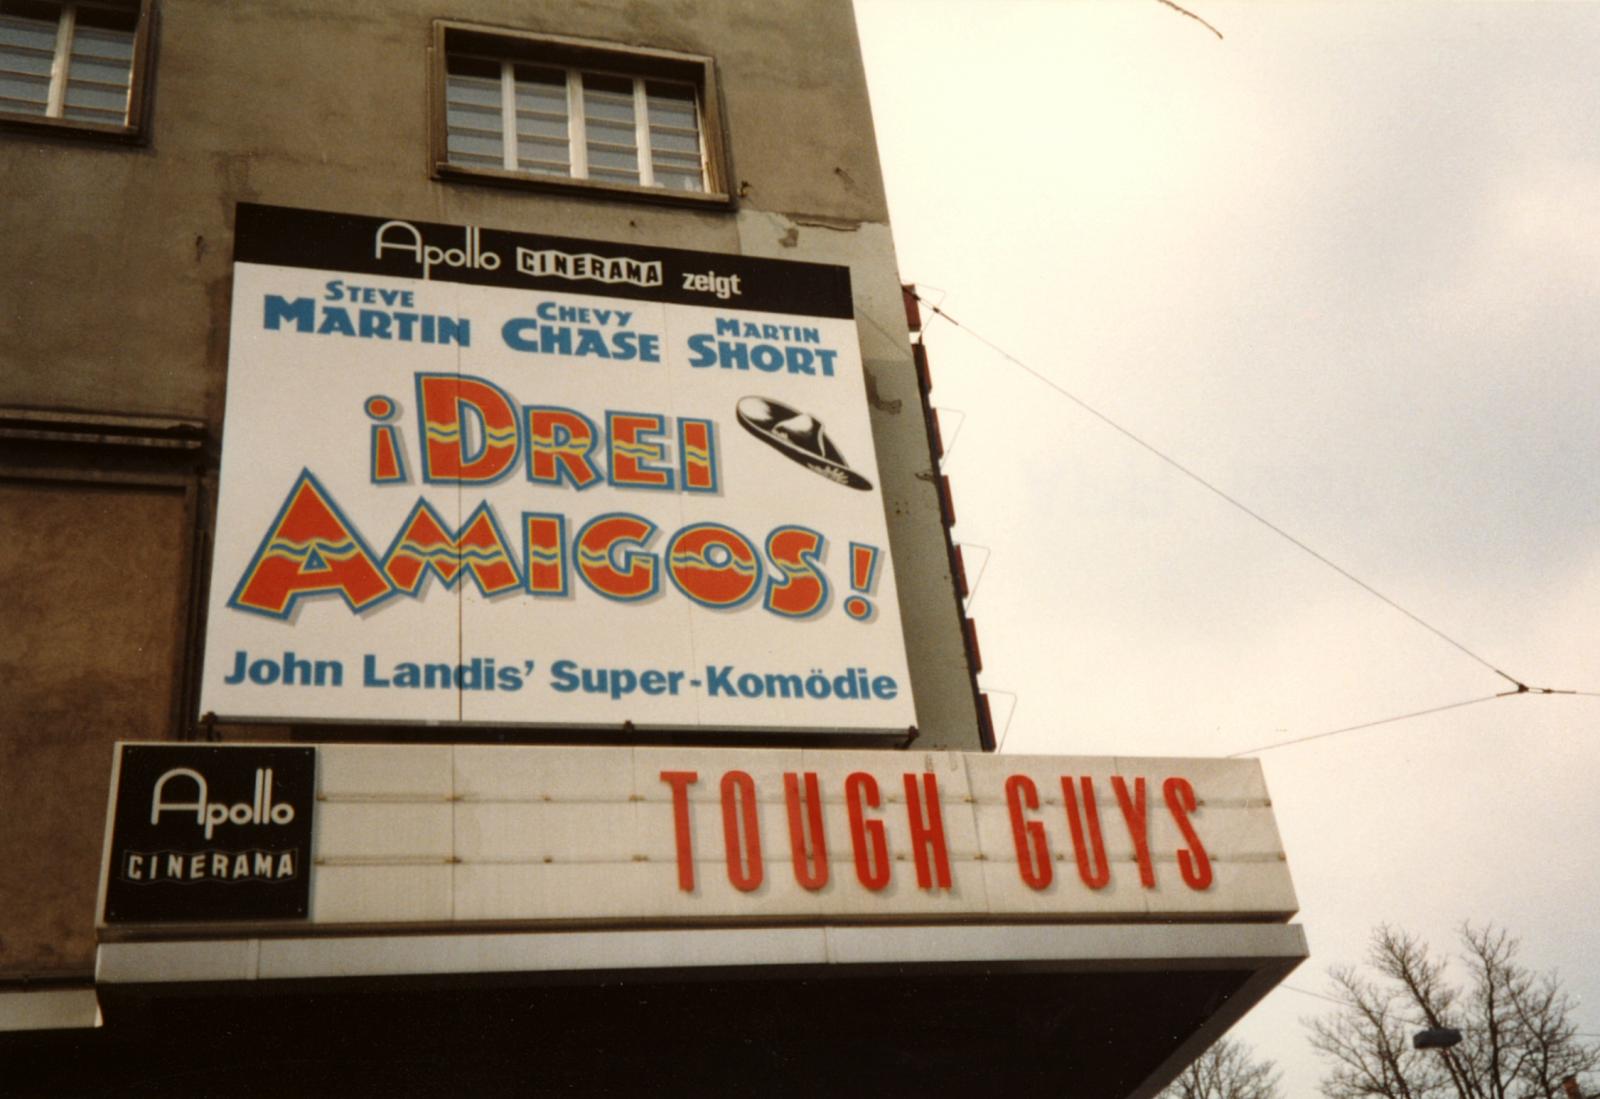 Apollo CINERAMA zeigt
STEVE MARTIN CHEVY CHASE MARTIN SHORT
¡DREI
AMIGOS!
John Landis' Super-Komödie
Apollo
CINERAMA
TOUGH GUYS